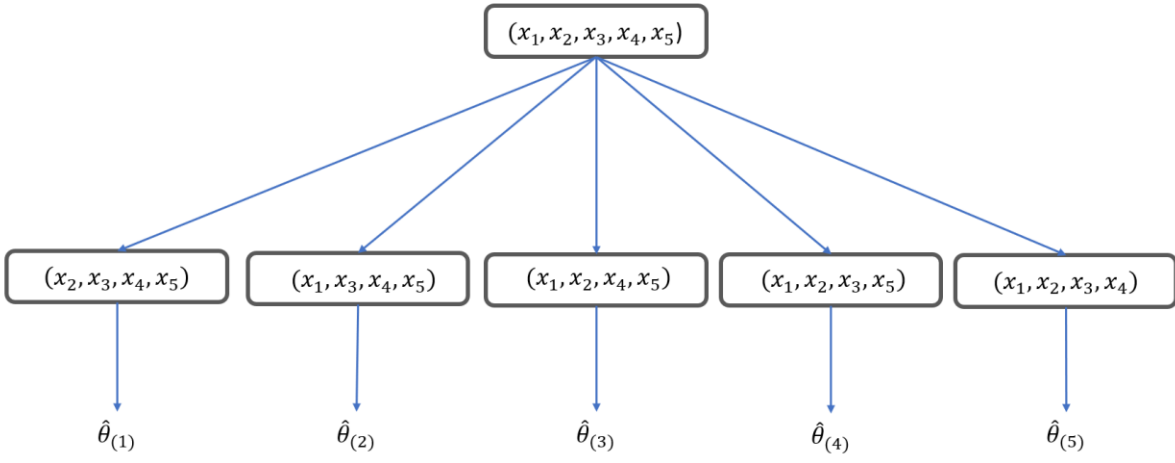 (x₁, x₂, x₃, x₄, x₅)
(x₂, x₃, x₄, x₅)
(x₁, x₃, x₄, x₅)
(x₁, x₂, x₄, x₅)
(x₁, x₂, x₃, x₅)
(x₁, x₂, x₃, x₄)
θ̂₍₁₎
θ̂₍₂₎
θ̂₍₃₎
θ̂₍₄₎
θ̂₍₅₎